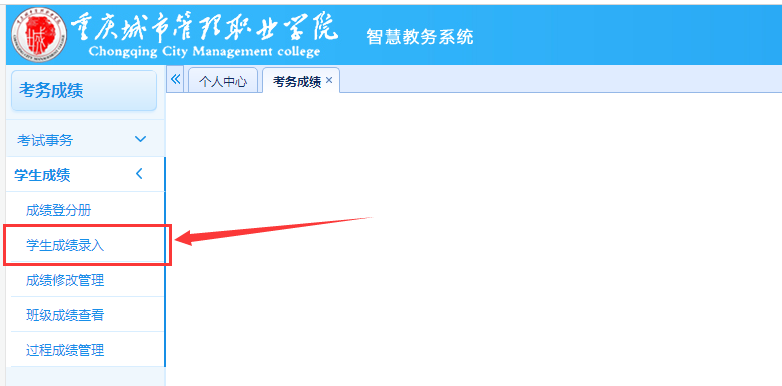 重庆城市管理职业学院
Chongqing City Management college
智慧教务系统
考务成绩
个人中心
考务成绩
考试事务
学生成绩
成绩登分册
学生成绩录入
成绩修改管理
班级成绩查看
过程成绩管理